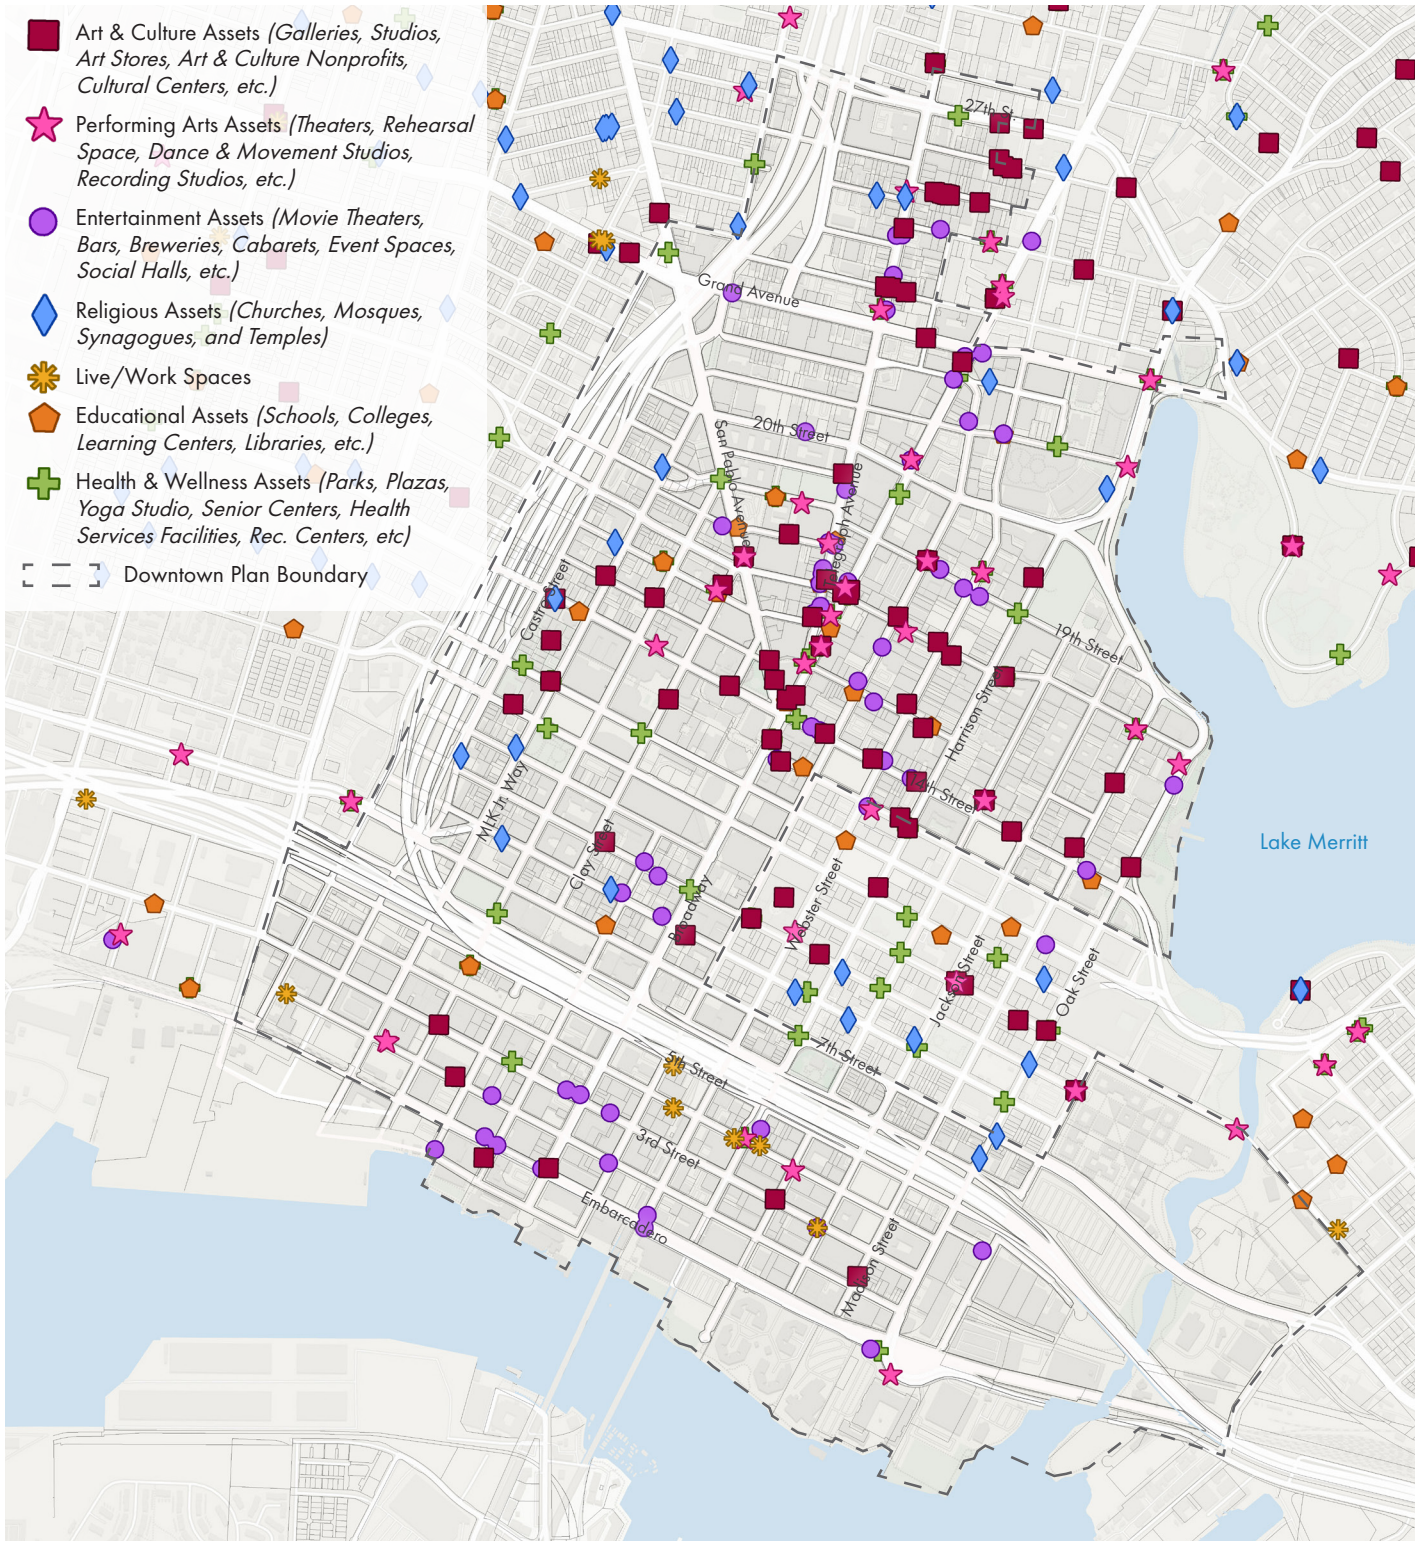 Art & Culture Assets (Galleries, Studios,
Art Stores, Art & Culture Nonprofits,
Cultural Centers, etc.)
Performing Arts Assets (Theaters, Rehearsal
Space, Dance & Movement Studios,
Recording Studios, etc.)
Entertainment Assets (Movie Theaters,
Bars, Breweries, Cabarets, Event Spaces,
Social Halls, etc.)
Religious Assets (Churches, Mosques,
Synagogues, and Temples)
Live/Work Spaces
Educational Assets (Schools, Colleges,
Learning Centers, Libraries, etc.)
Health & Wellness Assets (Parks, Plazas,
Yoga Studio, Senior Centers, Health
Services Facilities, Rec. Centers, etc)
Downtown Plan Boundary
27th St.
Grand Avenue
20th Street
San Pablo Avenue
Telegraph Avenue
Castro Street
19th Street
Harrison Street
14th Street
MLK Jr. Way
Clay Street
Broadway
Webster Street
Lake Merritt
Jackson Street
Oak Street
7th Street
5th Street
3rd Street
Embarcadero
Madison Street